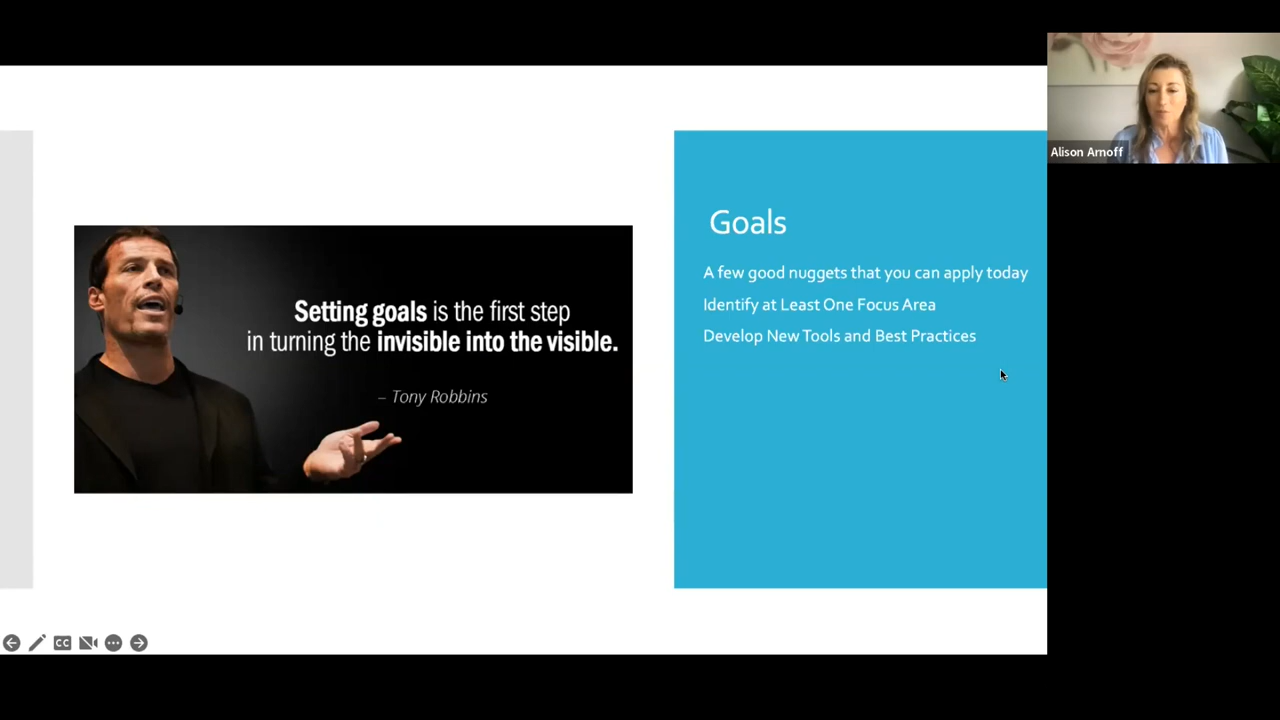 Setting goals is the first step
in turning the invisible into the visible.
– Tony Robbins
Goals
A few good nuggets that you can apply today
Identify at Least One Focus Area
Develop New Tools and Best Practices
Alison Arnoff
CC